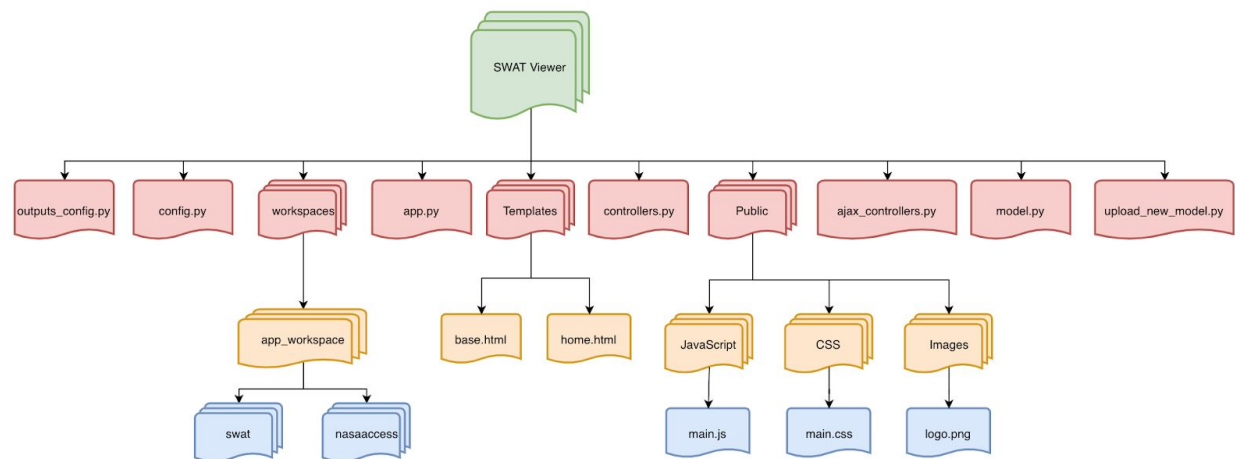 SWAT Viewer
outputs_config.py
config.py
workspaces
app.py
Templates
controllers.py
Public
ajax_controllers.py
model.py
upload_new_model.py
app_workspace
base.html
home.html
JavaScript
CSS
Images
swat
nasaaccess
main.js
main.css
logo.png